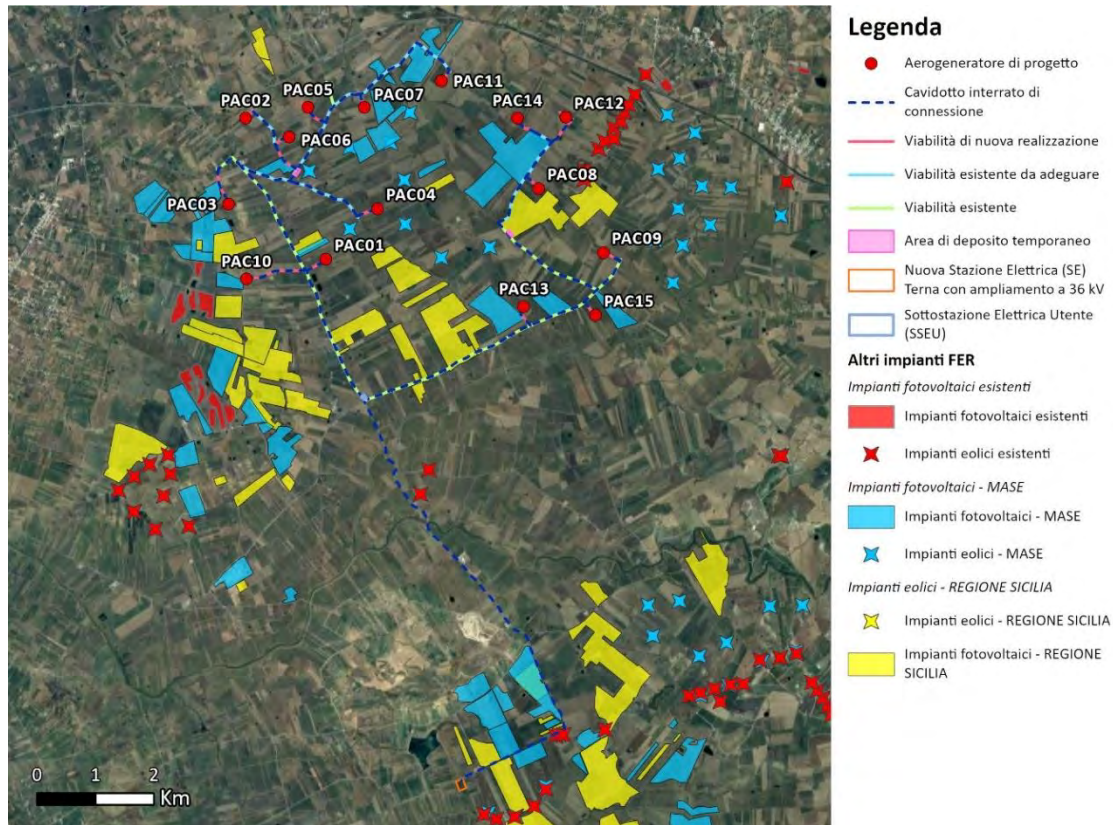 PAC11
PAC05
PAC02
PAC07
PAC14
PAC12
PAC06
PAC08
PAC04
PAC03
PAC01
PAC09
PAC10
PAC13
PAC15
0 1 2
Km
Legenda
Aerogeneratore di progetto
Cavidotto interrato di
connessione
Viabilità di nuova realizzazione
Viabilità esistente da adeguare
Viabilità esistente
Area di deposito temporaneo
Nuova Stazione Elettrica (SE)
Terna con ampliamento a 36 kV
Sottostazione Elettrica Utente
(SSEU)
Altri impianti FER
Impianti fotovoltaici esistenti
Impianti fotovoltaici esistenti
Impianti eolici esistenti
Impianti fotovoltaici - MASE
Impianti fotovoltaici - MASE
Impianti eolici - MASE
Impianti eolici - REGIONE SICILIA
Impianti eolici - REGIONE SICILIA
Impianti fotovoltaici - REGIONE
SICILIA